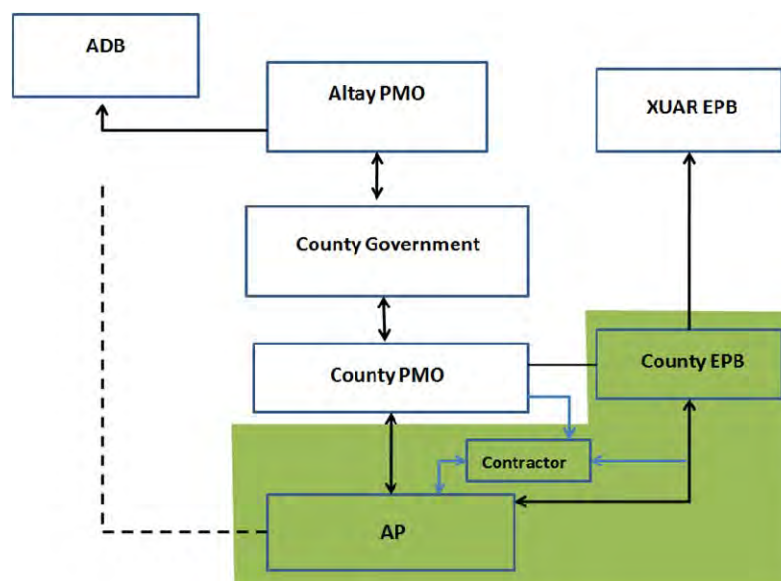 ADB
Altay PMO
XUAR EPB
County Government
County PMO
County EPB
Contractor
AP